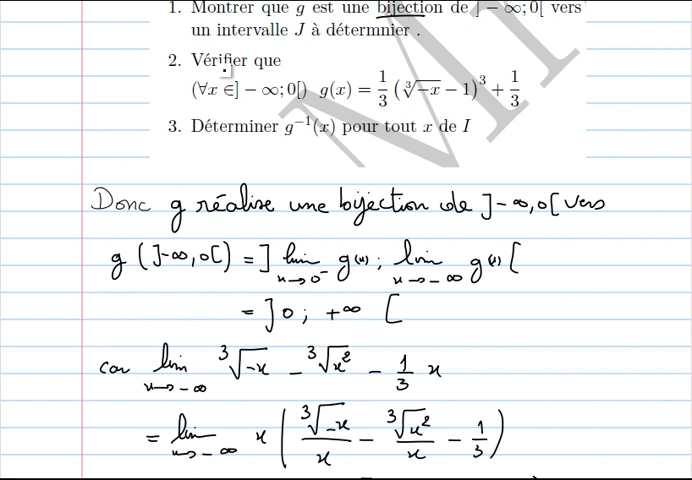 1. Montrer que g est une bijection de ] − ∞; 0[ vers
un intervalle J à détermnier .
2. Vérifier que
(∀x ∈] − ∞; 0[) g(x) = 1/3 (∛−x − 1)³ + 1/3
3. Déterminer g⁻¹(x) pour tout x de I
Donc g réalise une bijection de ]-∞,0[ vers
g (]-∞,0[) = ] lim x→0⁻ g(x) ; lim x→-∞ g(x) [
= ]0 ; +∞ [
car lim x→-∞ ∛-x - ∛x² - 1/3 x
= lim x→-∞ x ( ∛-x/x - ∛x²/x - 1/3 )